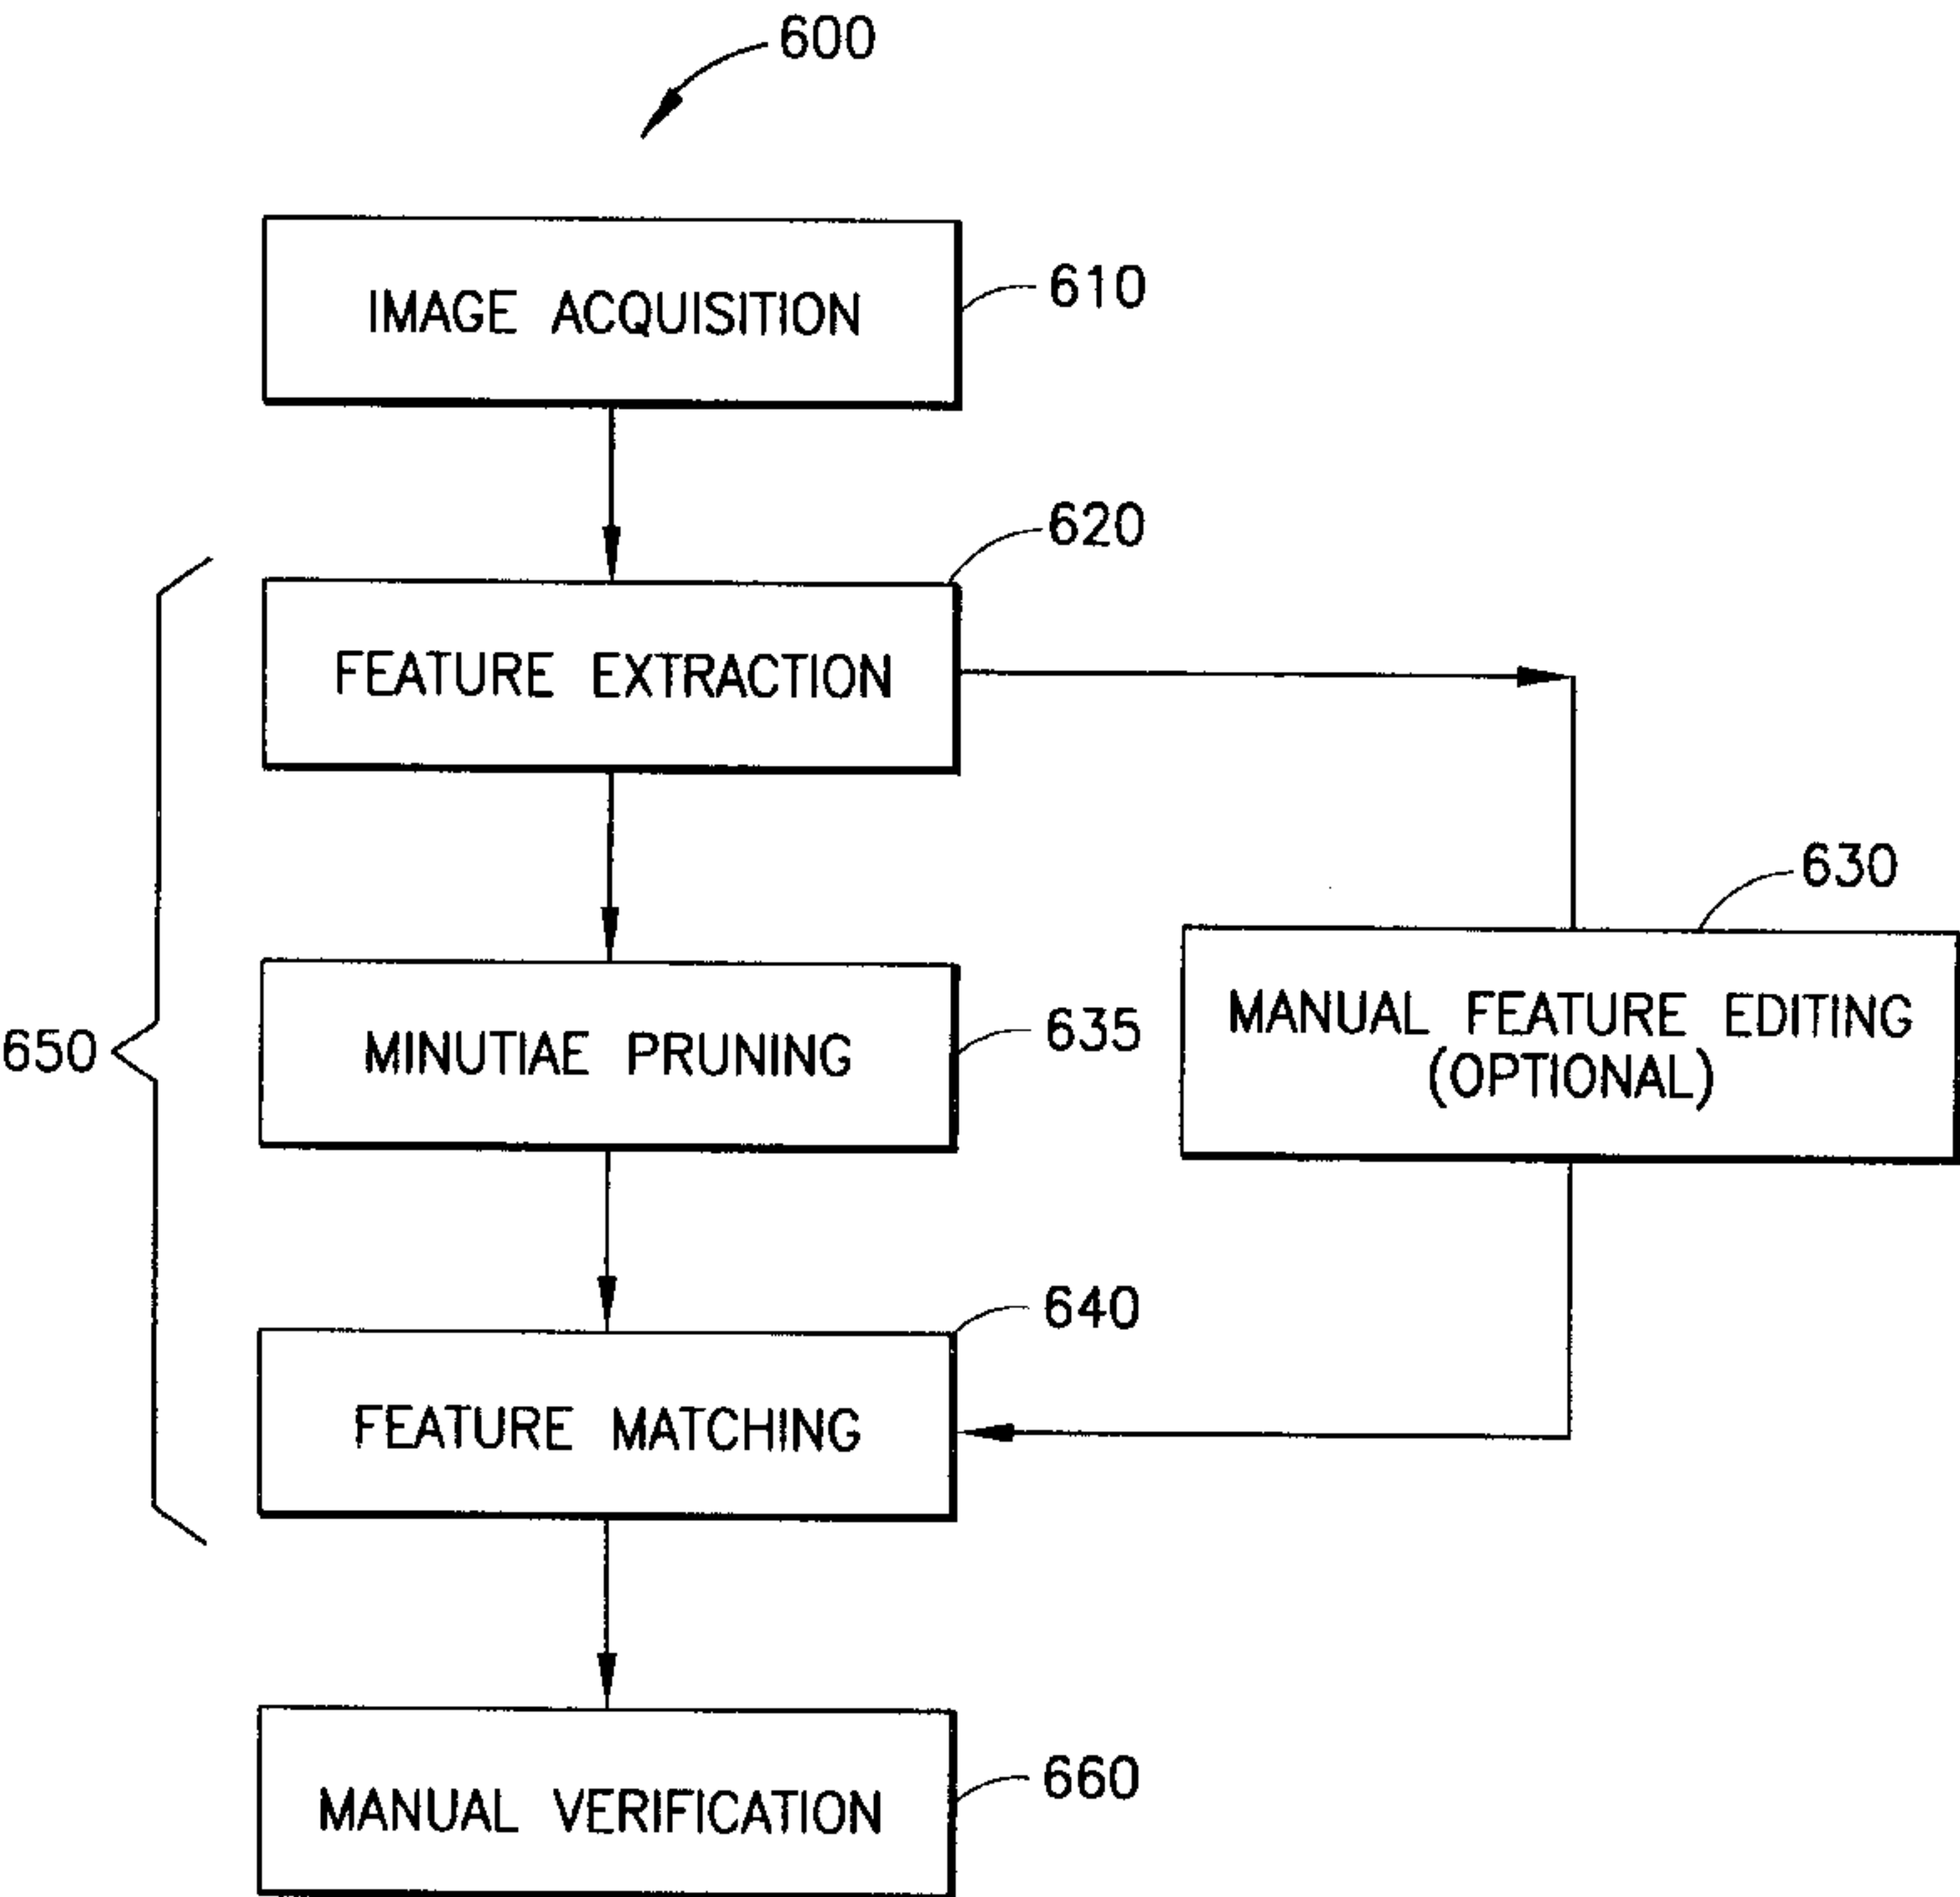 600
IMAGE ACQUISITION
610
620
FEATURE EXTRACTION
630
MANUAL FEATURE EDITING
(OPTIONAL)
650
MINUTIAE PRUNING
635
640
FEATURE MATCHING
MANUAL VERIFICATION
660